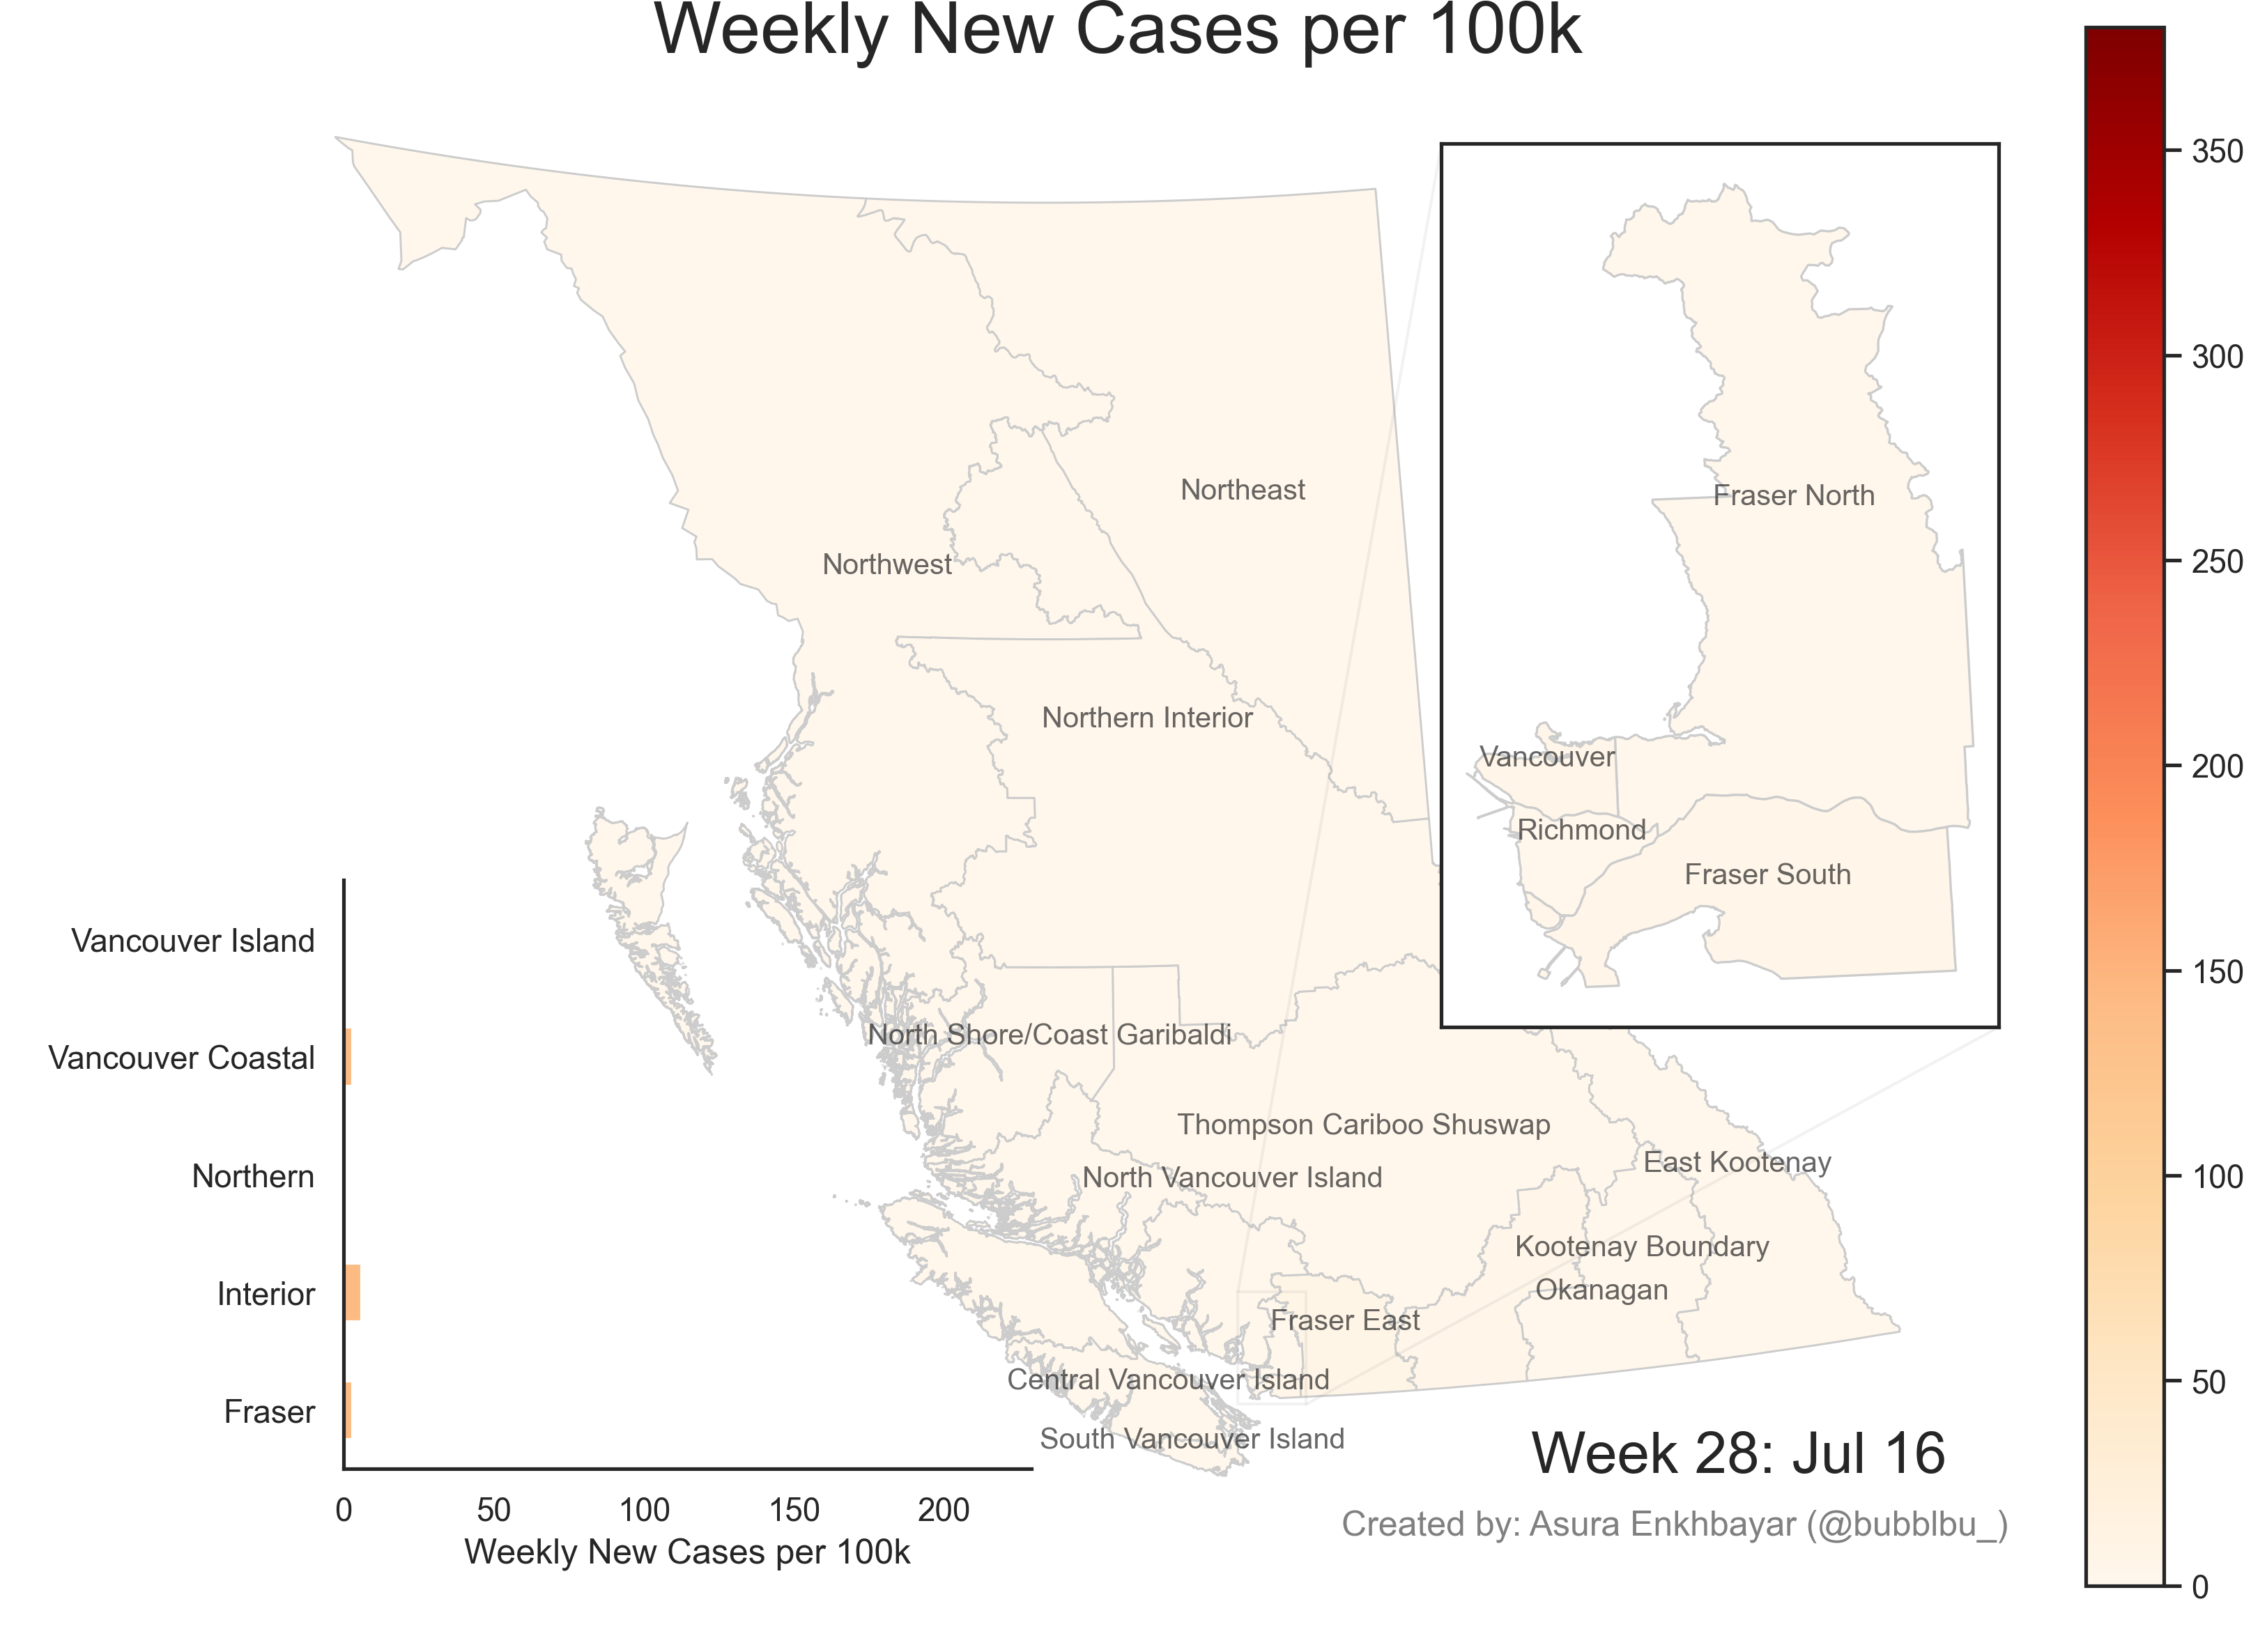 Weekly New Cases per 100k
Northeast
Northwest
Northern Interior
North Shore/Coast Garibaldi
Thompson Cariboo Shuswap
North Vancouver Island
East Kootenay
Kootenay Boundary
Okanagan
Fraser East
Central Vancouver Island
South Vancouver Island
Fraser North
Vancouver
Richmond
Fraser South
350
300
250
200
150
100
50
0
Vancouver Island
Vancouver Coastal
Northern
Interior
Fraser
0 50 100 150 200
Weekly New Cases per 100k
Week 28: Jul 16
Created by: Asura Enkhbayar (@bubblbu_)